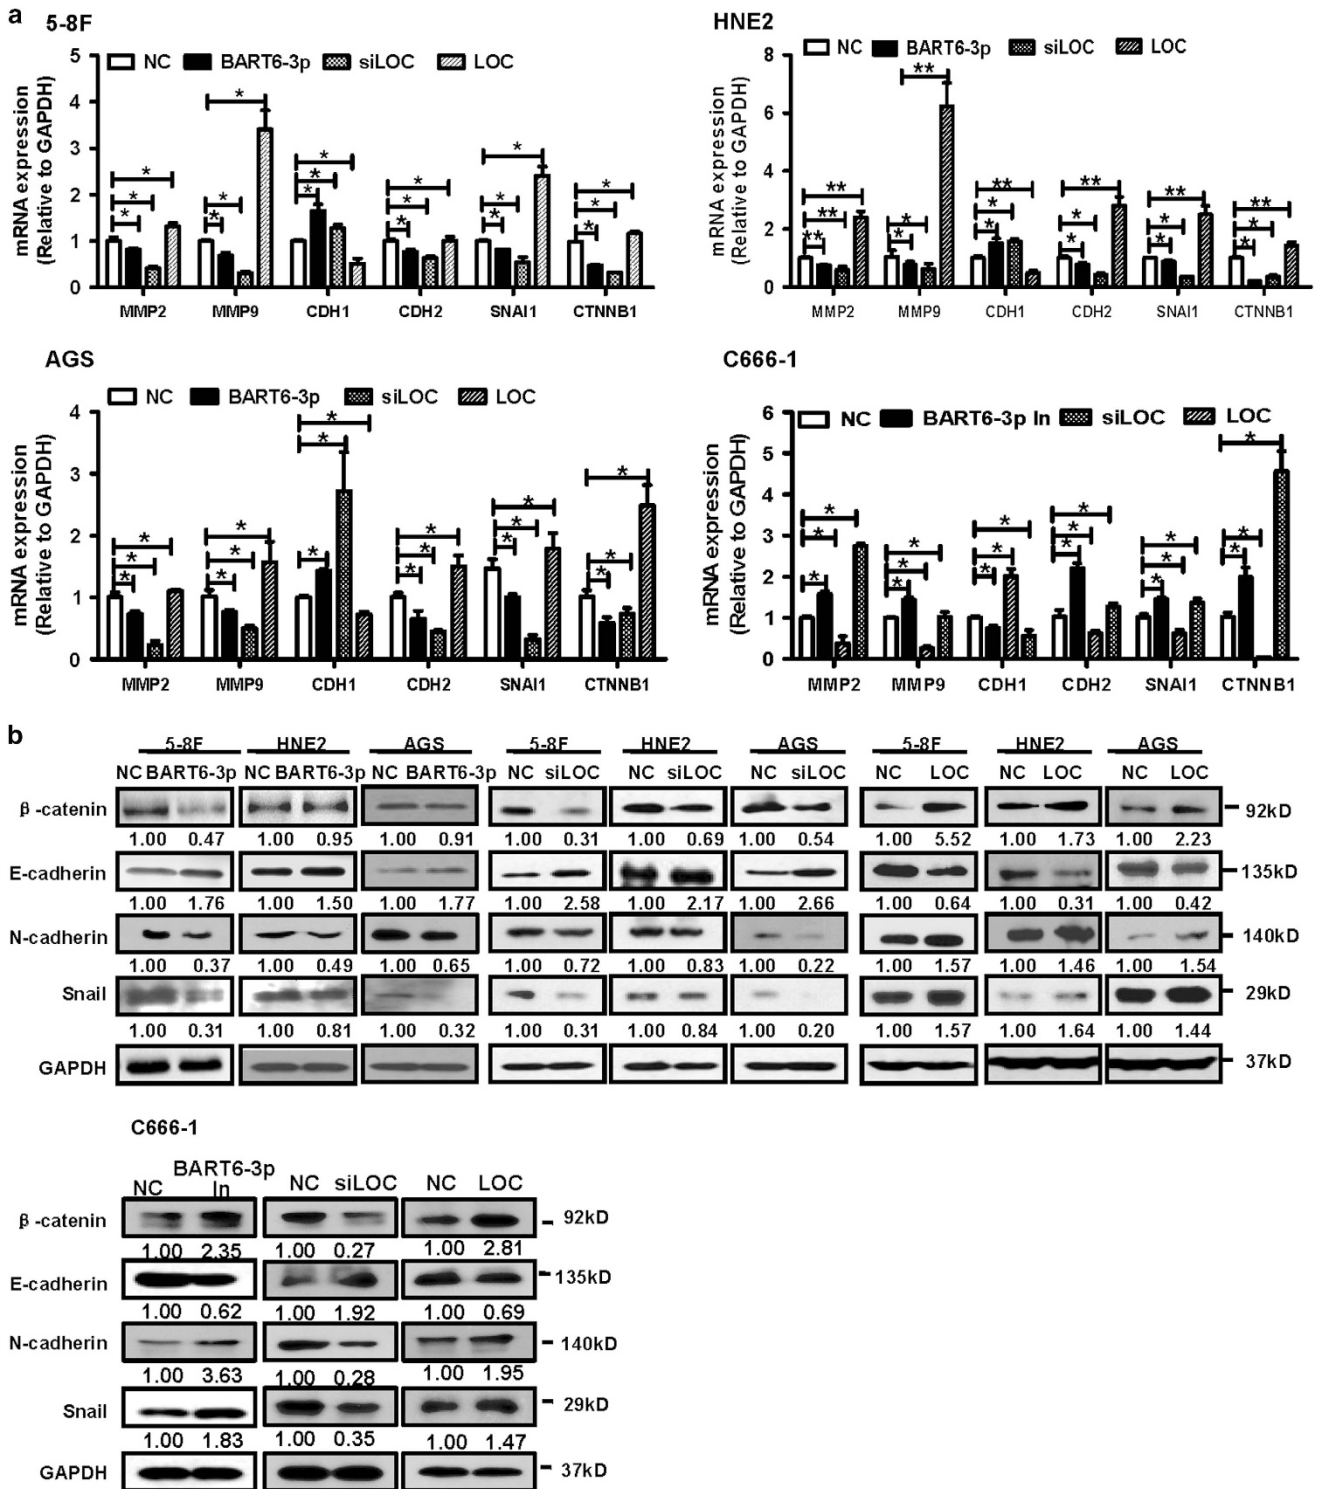 a
5-8F
NC BART6-3p siLOC LOC
mRNA expression
(Relative to GAPDH)
5
4
3
2
1
0
MMP2 MMP9 CDH1 CDH2 SNAI1 CTNNB1
HNE2
NC BART6-3p siLOC LOC
mRNA expression
(Relative to GAPDH)
8
6
4
2
0
MMP2 MMP9 CDH1 CDH2 SNAI1 CTNNB1
AGS
NC BART6-3p siLOC LOC
mRNA expression
(Relative to GAPDH)
4
3
2
1
0
MMP2 MMP9 CDH1 CDH2 SNAI1 CTNNB1
C666-1
NC BART6-3p In siLOC LOC
mRNA expression
(Relative to GAPDH)
6
5
4
3
2
1
0
MMP2 MMP9 CDH1 CDH2 SNAI1 CTNNB1
b
5-8F HNE2 AGS 5-8F HNE2 AGS 5-8F HNE2 AGS
NC BART6-3p NC BART6-3p NC BART6-3p NC siLOC NC siLOC NC siLOC NC LOC NC LOC NC LOC
β-catenin 92kD
1.00 0.47 1.00 0.95 1.00 0.91 1.00 0.31 1.00 0.69 1.00 0.54 1.00 5.52 1.00 1.73 1.00 2.23
E-cadherin 135kD
1.00 1.76 1.00 1.50 1.00 1.77 1.00 2.58 1.00 2.17 1.00 2.66 1.00 0.64 1.00 0.31 1.00 0.42
N-cadherin 140kD
1.00 0.37 1.00 0.49 1.00 0.65 1.00 0.72 1.00 0.83 1.00 0.22 1.00 1.57 1.00 1.46 1.00 1.54
Snail 29kD
1.00 0.31 1.00 0.81 1.00 0.32 1.00 0.31 1.00 0.84 1.00 0.20 1.00 1.57 1.00 1.64 1.00 1.44
GAPDH 37kD
C666-1
NC BART6-3p In NC siLOC NC LOC
β-catenin 92kD
1.00 2.35 1.00 0.27 1.00 2.81
E-cadherin 135kD
1.00 0.62 1.00 1.92 1.00 0.69
N-cadherin 140kD
1.00 3.63 1.00 0.28 1.00 1.95
Snail 29kD
1.00 1.83 1.00 0.35 1.00 1.47
GAPDH 37kD